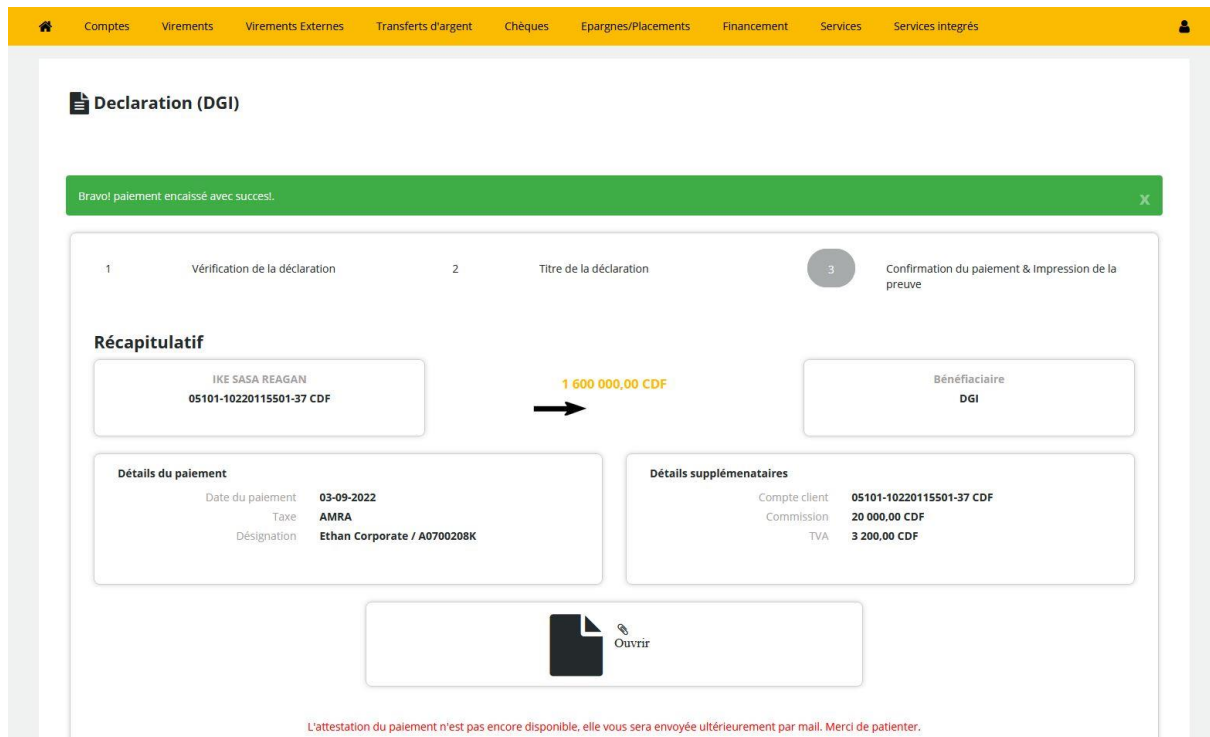 Comptes Virements Virements Externes Transferts d'argent Chèques Epargnes/Placements Financement Services Services integrés
Declaration (DGI)
Bravo! paiement encaissé avec succes!. x
1 Vérification de la déclaration 2 Titre de la déclaration 3 Confirmation du paiement & Impression de la
preuve
Récapitulatif
IKE SASA REAGAN
05101-10220115501-37 CDF
1 600 000,00 CDF
Bénéfiaciaire
DGI
Détails du paiement
Date du paiement 03-09-2022
Taxe AMRA
Désignation Ethan Corporate / A0700208K
Détails supplémenataires
Compte client 05101-10220115501-37 CDF
Commission 20 000,00 CDF
TVA 3 200,00 CDF
Ouvrir
L'attestation du paiement n'est pas encore disponible, elle vous sera envoyée ultérieurement par mail. Merci de patienter.